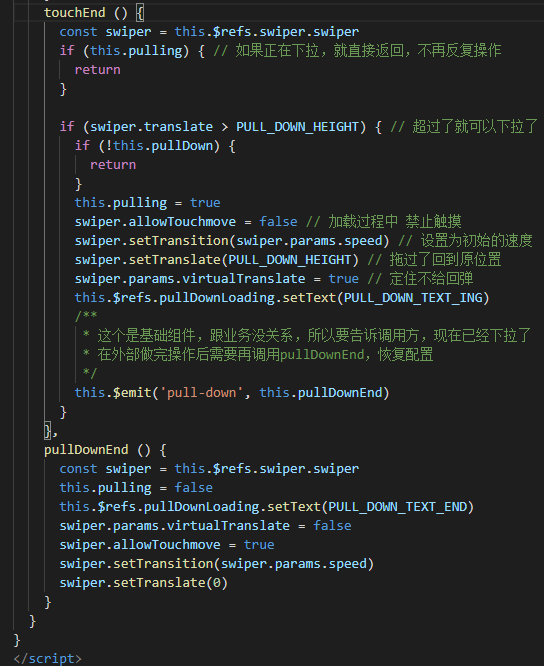 touchEnd () {
const swiper = this.$refs.swiper.swiper
if (this.pulling) { // 如果正在下拉，就直接返回，不再反复操作
return
}
if (swiper.translate > PULL_DOWN_HEIGHT) { // 超过了就可以下拉了
if (!this.pullDown) {
return
}
this.pulling = true
swiper.allowTouchmove = false // 加载过程中 禁止触摸
swiper.setTransition(swiper.params.speed) // 设置为初始的速度
swiper.setTranslate(PULL_DOWN_HEIGHT) // 拖过了回到原位置
swiper.params.virtualTranslate = true // 定住不给回弹
this.$refs.pullDownLoading.setText(PULL_DOWN_TEXT_ING)
/**
* 这个是基础组件，跟业务没关系，所以要告诉调用方，现在已经下拉了
* 在外部做完操作后需要再调用pullDownEnd，恢复配置
*/
this.$emit('pull-down', this.pullDownEnd)
}
},
pullDownEnd () {
const swiper = this.$refs.swiper.swiper
this.pulling = false
this.$refs.pullDownLoading.setText(PULL_DOWN_TEXT_END)
swiper.params.virtualTranslate = false
swiper.allowTouchmove = true
swiper.setTransition(swiper.params.speed)
swiper.setTranslate(0)
}
}
}
</script>